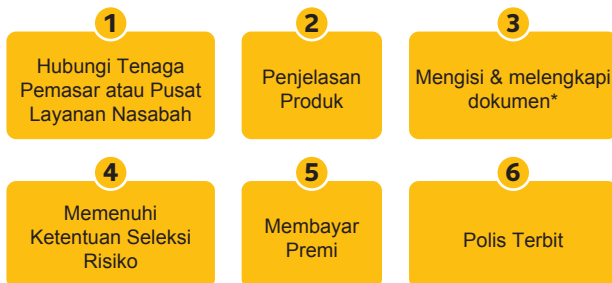 1
Hubungi Tenaga
Pemasar atau Pusat
Layanan Nasabah
2
Penjelasan
Produk
3
Mengisi & melengkapi
dokumen*
4
Memenuhi
Ketentuan Seleksi
Risiko
5
Membayar
Premi
6
Polis Terbit